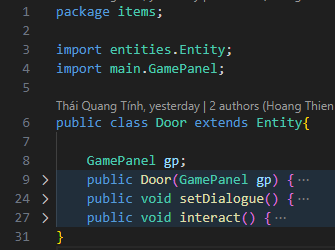 1 package items;
2
3 import entities.Entity;
4 import main.GamePanel;
5
Thái Quang Tính, yesterday | 2 authors (Hoang Thien
6 public class Door extends Entity{
7
8 GamePanel gp;
9 > public Door(GamePanel gp) {···
24 > public void setDialogue() {···
27 > public void interact() {···
31 }